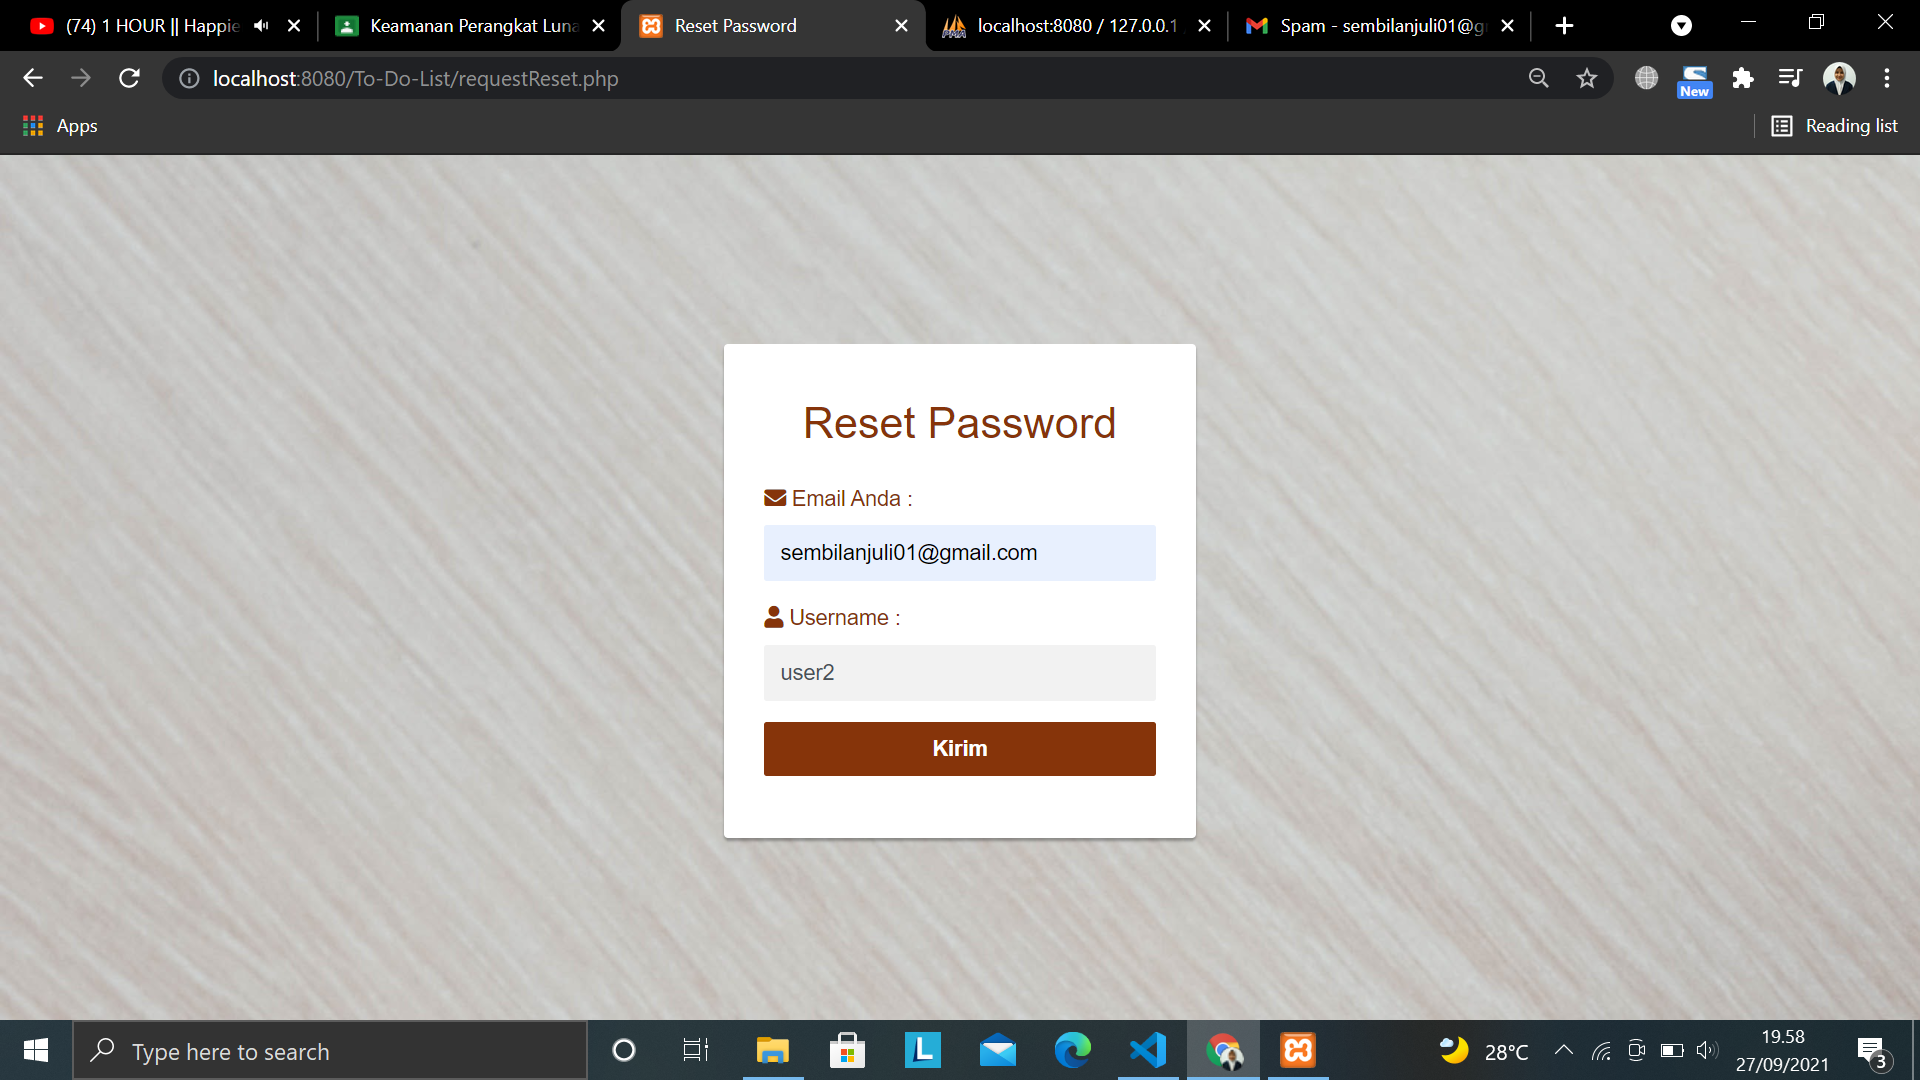 (74) 1 HOUR || Happie
Keamanan Perangkat Luna
Reset Password
localhost:8080 / 127.0.0.1
Spam - sembilanjuli01@g
localhost:8080/To-Do-List/requestReset.php
New
Apps
Reading list
Reset Password
Email Anda :
sembilanjuli01@gmail.com
Username :
user2
Kirim
Type here to search
28°C
19.58
27/09/2021
3